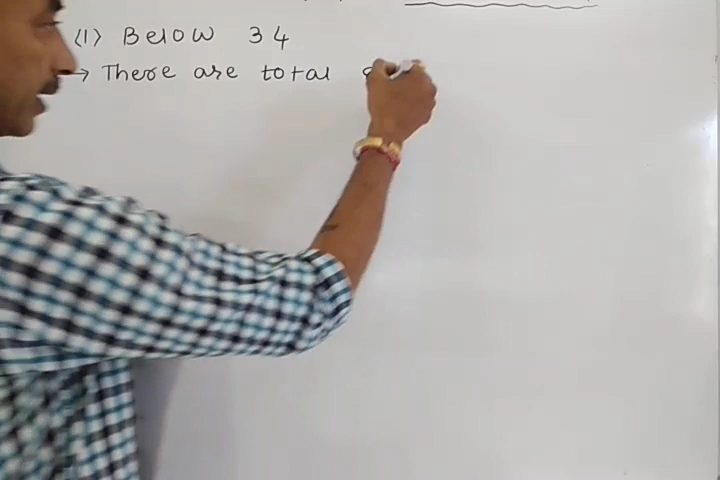 (1) Below 34
→ There are total